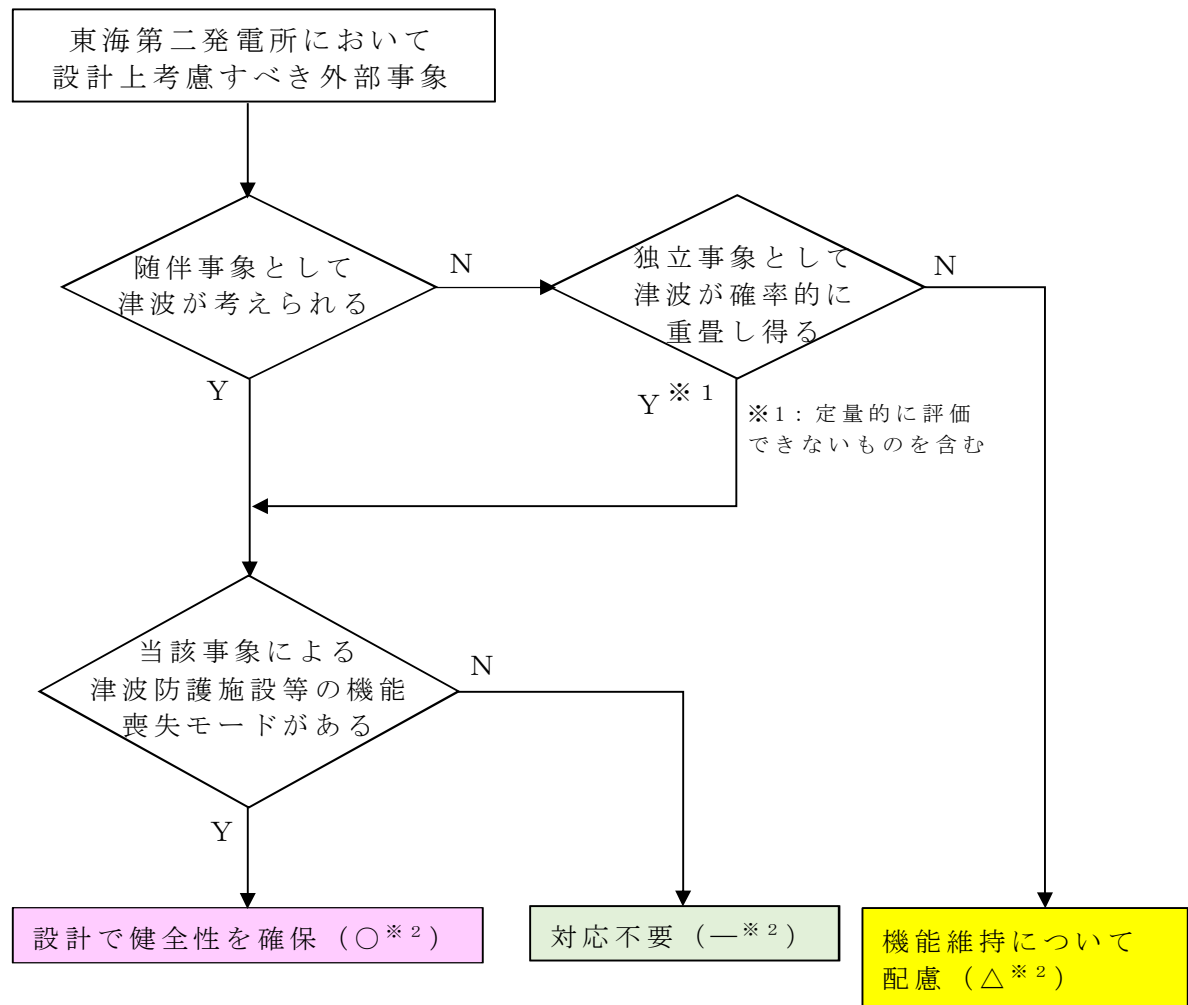 東海第二発電所において
設計上考慮すべき外部事象
随伴事象として
津波が考えられる
N
独立事象として
津波が確率的に
重畳し得る
N
Y
Y※1
※1：定量的に評価
できないものを含む
当該事象による
津波防護施設等の機能
喪失モードがある
N
Y
設計で健全性を確保（○※2）
対応不要（―※2）
機能維持について
配慮（△※2）